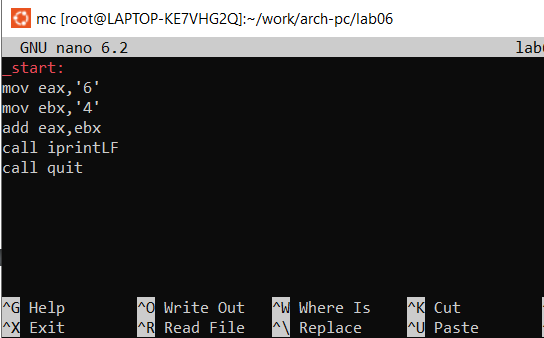 mc [root@LAPTOP-KE7VHG2Q]:~/work/arch-pc/lab06
GNU nano 6.2
_start:
mov eax,'6'
mov ebx,'4'
add eax,ebx
call iprintLF
call quit
^G Help ^O Write Out ^W Where Is ^K Cut
^X Exit ^R Read File ^\ Replace ^U Paste